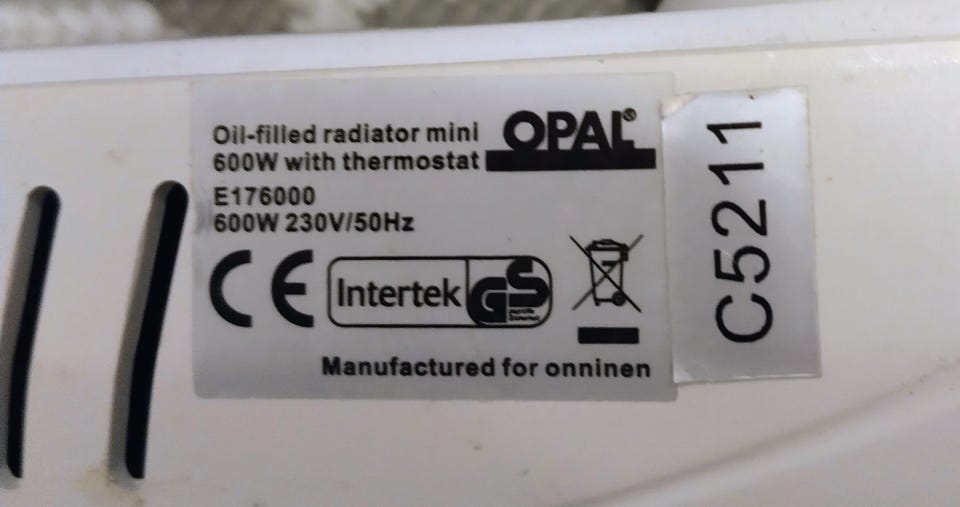 Oil-filled radiator mini
600W with thermostat
OPAL®
E176000
600W 230V/50Hz
CE
Intertek GS
Manufactured for onninen
C5211